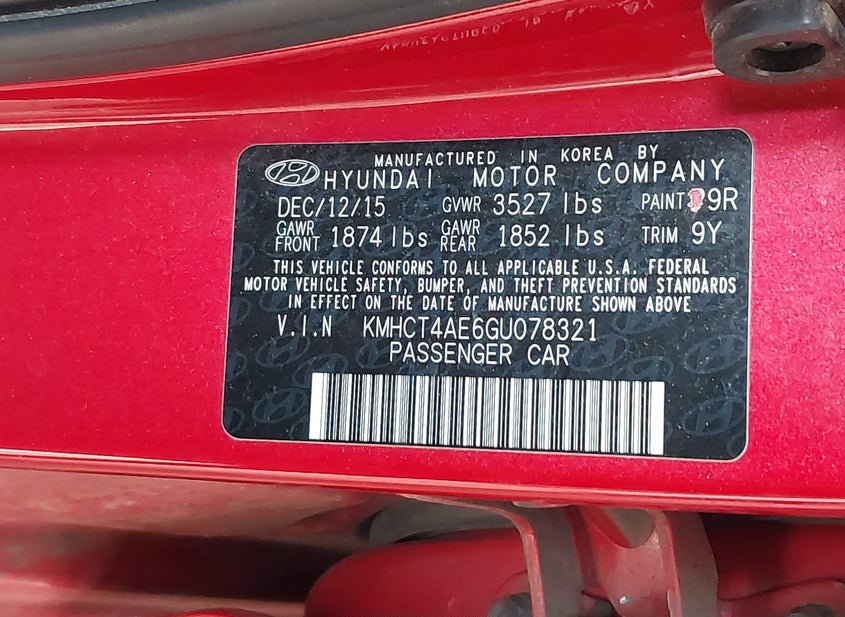 MANUFACTURED IN KOREA BY
HYUNDAI MOTOR COMPANY
DEC/12/15 GVWR 3527 lbs PAINT 9R
GAWR FRONT 1874 lbs GAWR REAR 1852 lbs TRIM 9Y
THIS VEHICLE CONFORMS TO ALL APPLICABLE U.S.A. FEDERAL
MOTOR VEHICLE SAFETY, BUMPER, AND THEFT PREVENTION STANDARDS
IN EFFECT ON THE DATE OF MANUFACTURE SHOWN ABOVE
V.I.N KMHCT4AE6GU078321
PASSENGER CAR